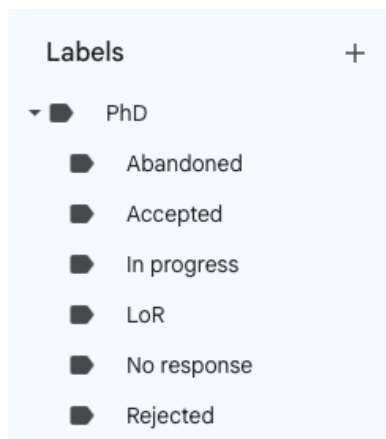 Labels
PhD
Abandoned
Accepted
In progress
LoR
No response
Rejected